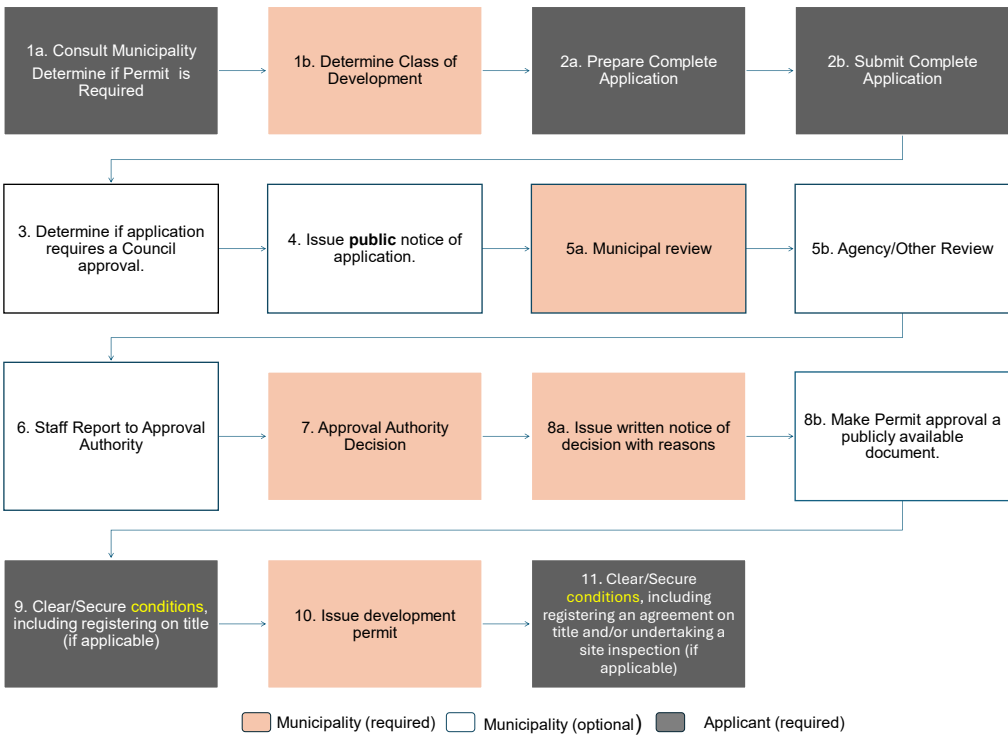 1a. Consult Municipality
Determine if Permit is
Required
1b. Determine Class of
Development
2a. Prepare Complete
Application
2b. Submit Complete
Application
3. Determine if application
requires a Council
approval.
4. Issue public notice of
application.
5a. Municipal review
5b. Agency/Other Review
6. Staff Report to Approval
Authority
7. Approval Authority
Decision
8a. Issue written notice of
decision with reasons
8b. Make Permit approval a
publicly available
document.
9. Clear/Secure conditions,
including registering on title
(if applicable)
10. Issue development
permit
11. Clear/Secure
conditions, including
registering an agreement on
title and/or undertaking a
site inspection (if
applicable)
Municipality (required)
Municipality (optional)
Applicant (required)